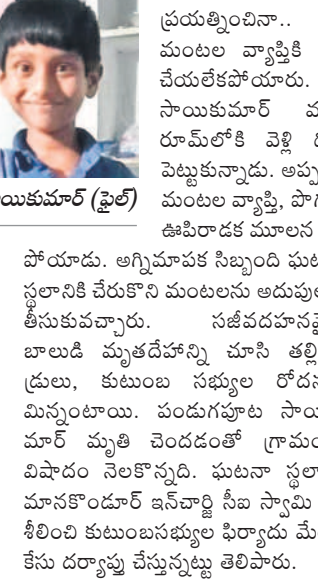 ప్రయత్నించినా..
మంటల వ్యాప్తికి
చేయలేకపోయారు.
సాయికుమార్
రూమ్‌లోకి వెళ్లి
పెట్టుకున్నాడు. అప్ప
మంటల వ్యాప్తి, పొగ
ఊపిరాడక మూలన
యికుమార్ (ఫైల్)
పోయాడు. అగ్నిమాపక సిబ్బంది ఘట
స్థలానికి చేరుకొని మంటలను అదుపుల
తీసుకువచ్చారు. సజీవదహనమై
బాలుడి మృతదేహాన్ని చూసి తల్లి
డ్రులు, కుటుంబ సభ్యుల రోద
మిన్నంటాయి. పండుగపూట సాయి
మార్ మృతి చెందడంతో గ్రామం
విషాదం నెలకొన్నది. ఘటనా స్థలా
మానకొండూర్ ఇన్‌చార్జి సీఐ స్వామి
శీలించి కుటుంబసభ్యుల ఫిర్యాదు మే
కేసు దర్యాప్తు చేస్తున్నట్టు తెలిపారు.